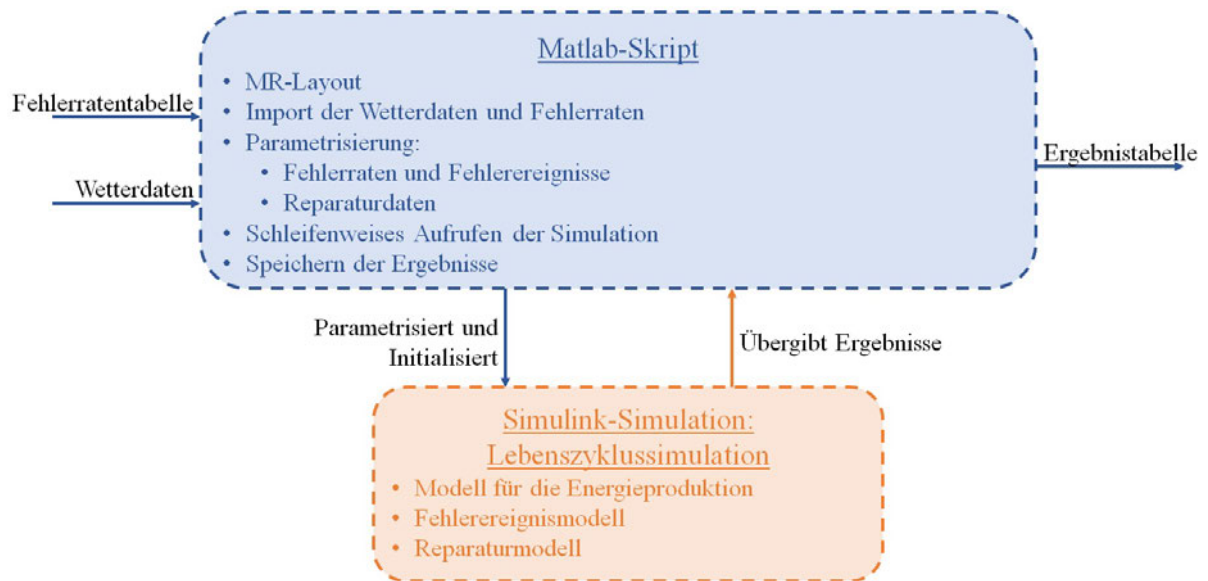 Matlab-Skript
• MR-Layout
• Import der Wetterdaten und Fehlerraten
• Parametrisierung:
• Fehlerraten und Fehlerereignisse
• Reparaturdaten
• Schleifenweises Aufrufen der Simulation
• Speichern der Ergebnisse
Fehlerratentabelle
Wetterdaten
Ergebnistabelle
Parametrisiert und
Initialisiert
Übergibt Ergebnisse
Simulink-Simulation:
Lebenszyklussimulation
• Modell für die Energieproduktion
• Fehlerereignismodell
• Reparaturmodell